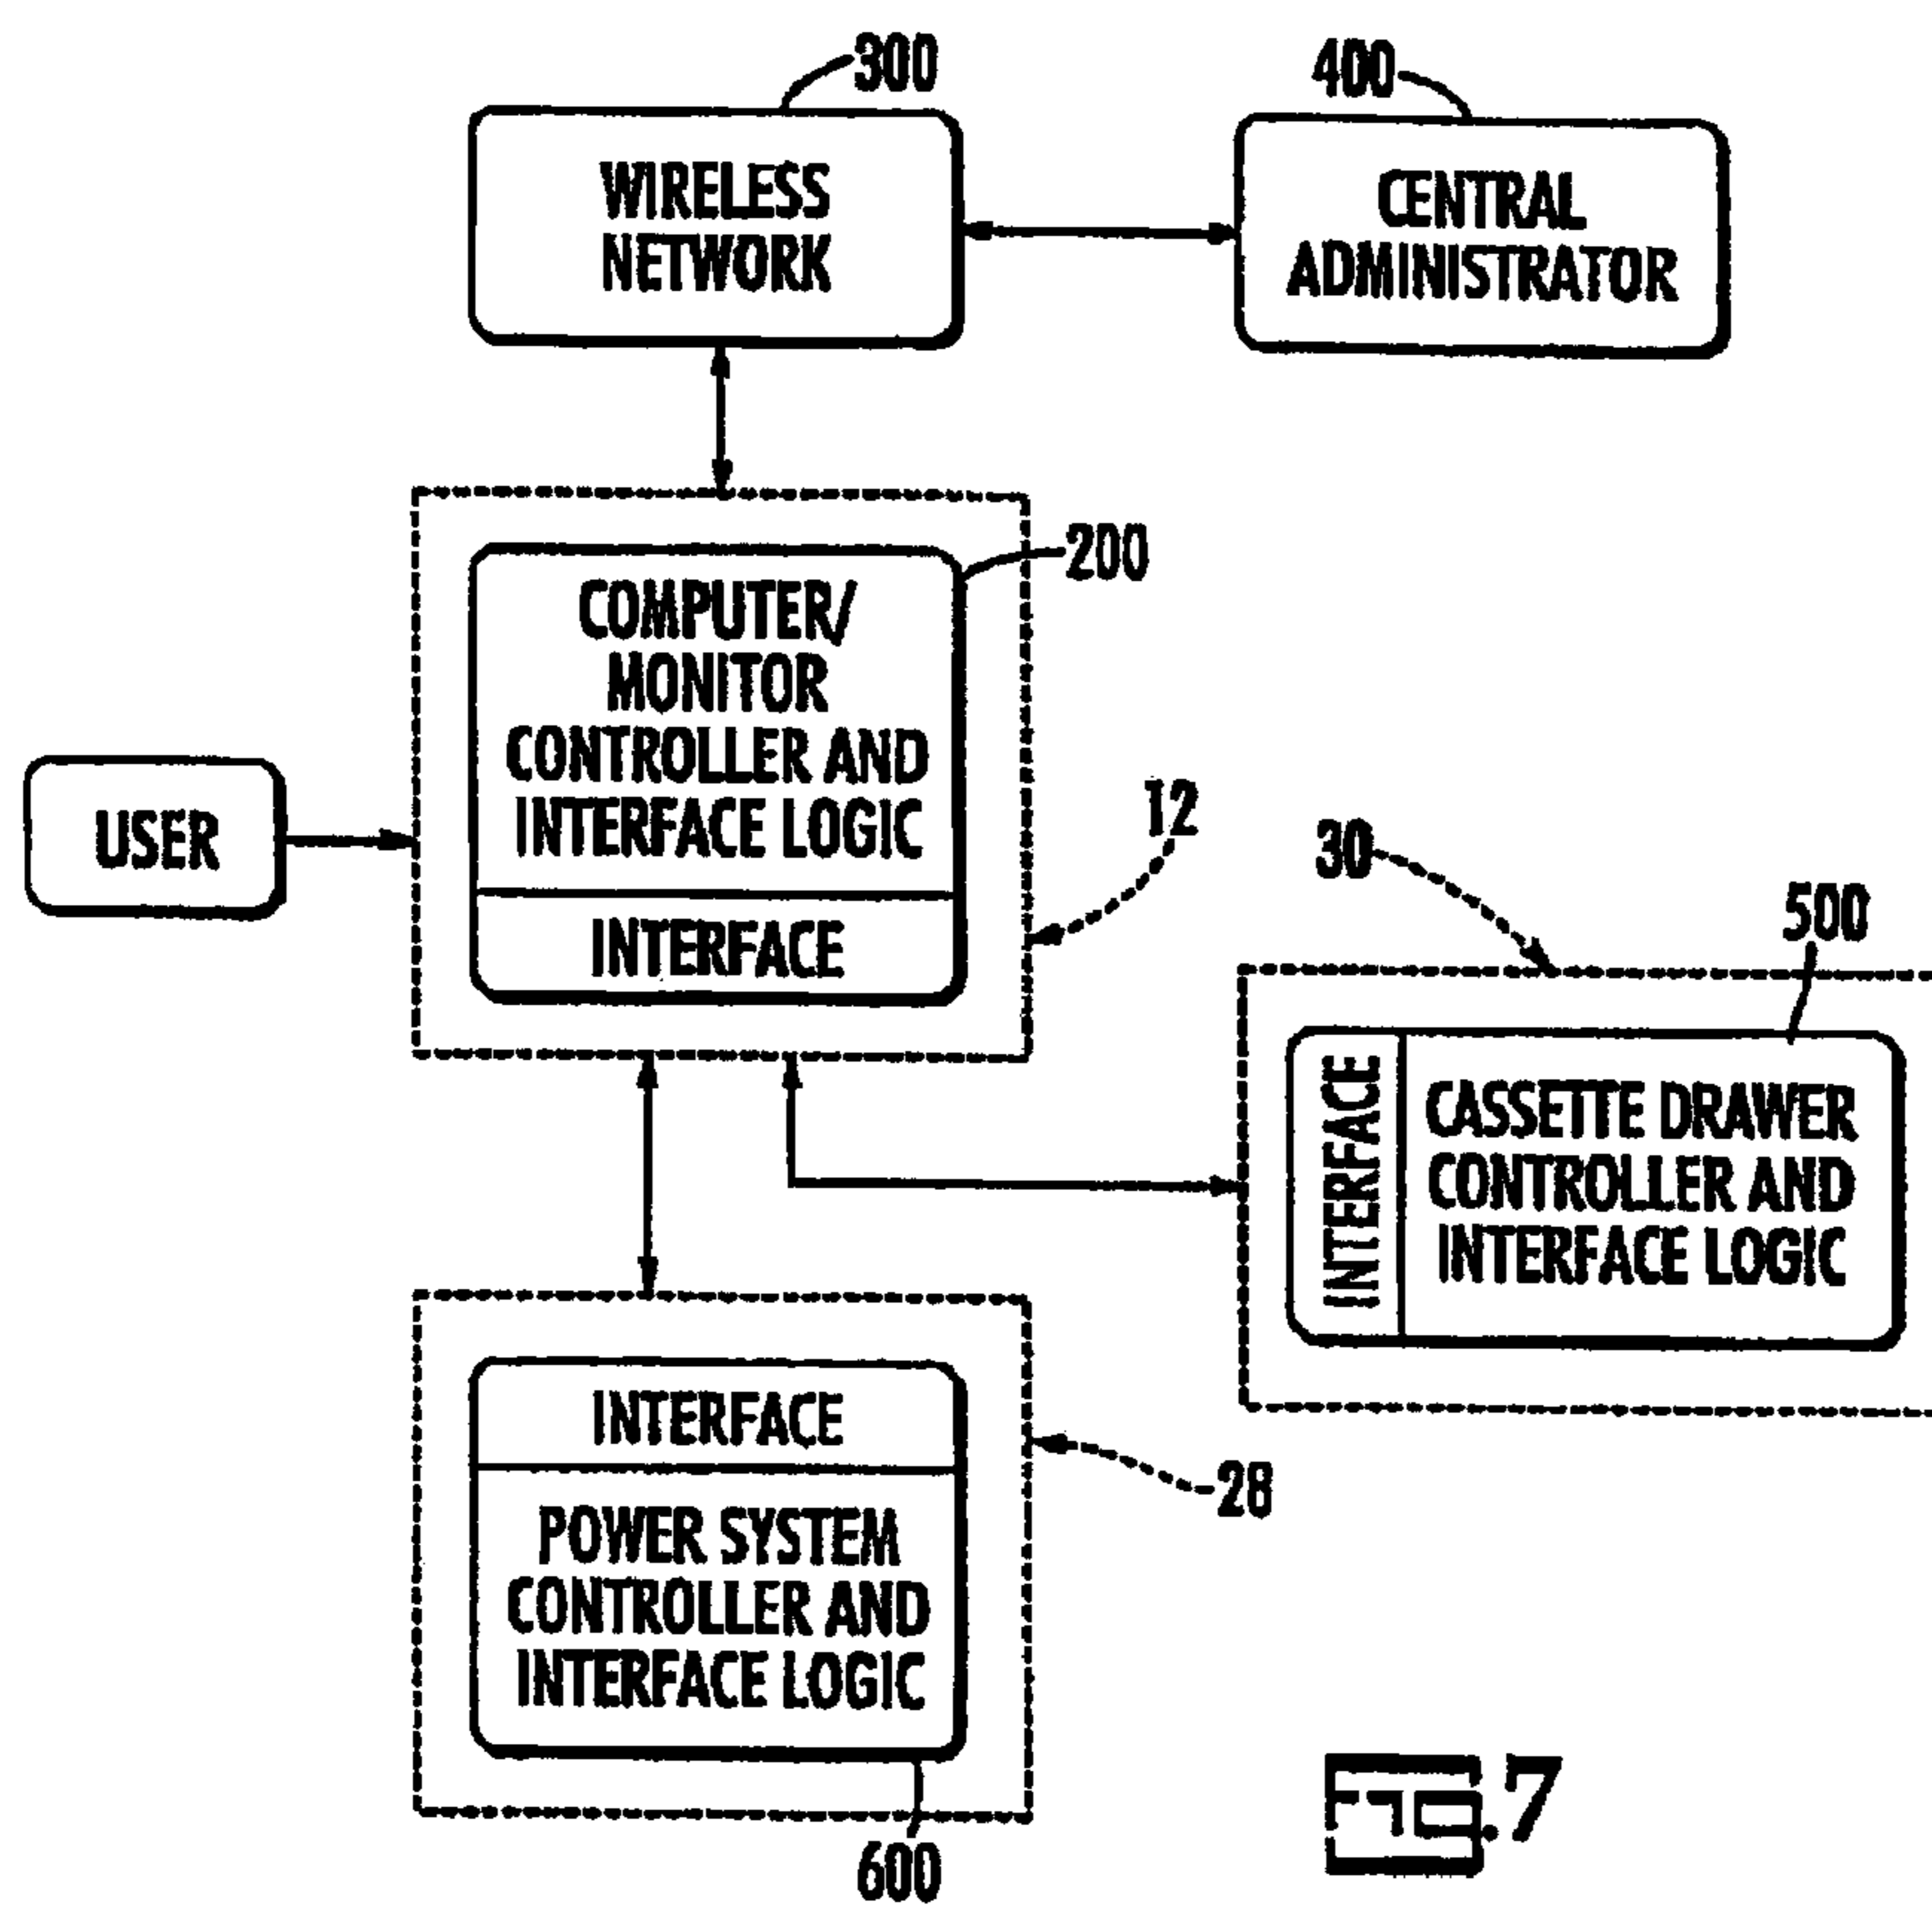 300
400
WIRELESS
NETWORK
CENTRAL
ADMINISTRATOR
200
COMPUTER/
MONITOR
CONTROLLER AND
INTERFACE LOGIC
INTERFACE
USER
12
30
500
INTERFACE
CASSETTE DRAWER
CONTROLLER AND
INTERFACE LOGIC
INTERFACE
POWER SYSTEM
CONTROLLER AND
INTERFACE LOGIC
28
600
FIG. 7